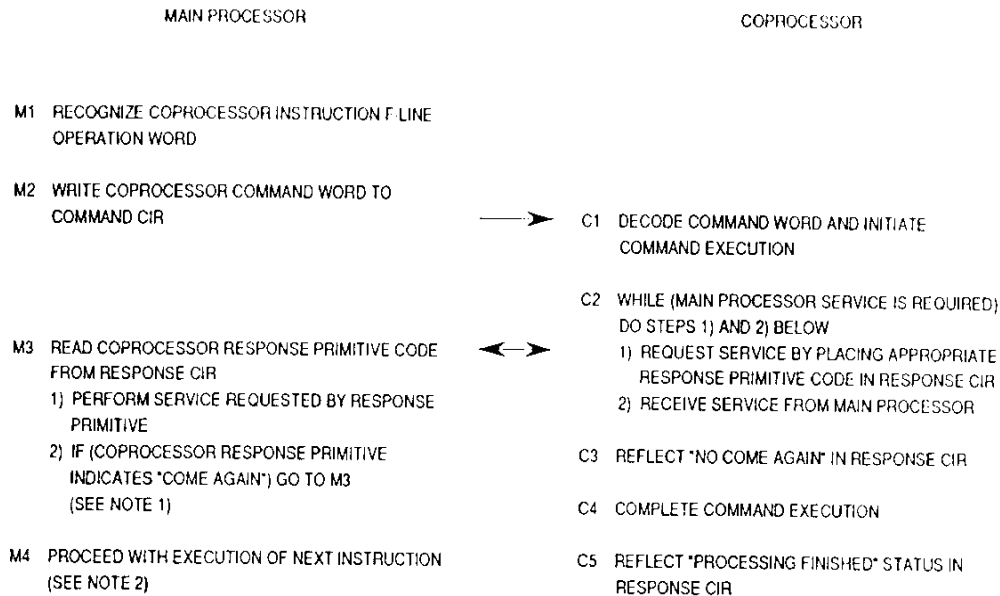 MAIN PROCESSOR
M1 RECOGNIZE COPROCESSOR INSTRUCTION F-LINE
OPERATION WORD
M2 WRITE COPROCESSOR COMMAND WORD TO
COMMAND CIR
M3 READ COPROCESSOR RESPONSE PRIMITIVE CODE
FROM RESPONSE CIR
1) PERFORM SERVICE REQUESTED BY RESPONSE
PRIMITIVE
2) IF (COPROCESSOR RESPONSE PRIMITIVE
INDICATES "COME AGAIN") GO TO M3
(SEE NOTE 1)
M4 PROCEED WITH EXECUTION OF NEXT INSTRUCTION
(SEE NOTE 2)
COPROCESSOR
C1 DECODE COMMAND WORD AND INITIATE
COMMAND EXECUTION
C2 WHILE (MAIN PROCESSOR SERVICE IS REQUIRED)
DO STEPS 1) AND 2) BELOW
1) REQUEST SERVICE BY PLACING APPROPRIATE
RESPONSE PRIMITIVE CODE IN RESPONSE CIR
2) RECEIVE SERVICE FROM MAIN PROCESSOR
C3 REFLECT "NO COME AGAIN" IN RESPONSE CIR
C4 COMPLETE COMMAND EXECUTION
C5 REFLECT "PROCESSING FINISHED" STATUS IN
RESPONSE CIR